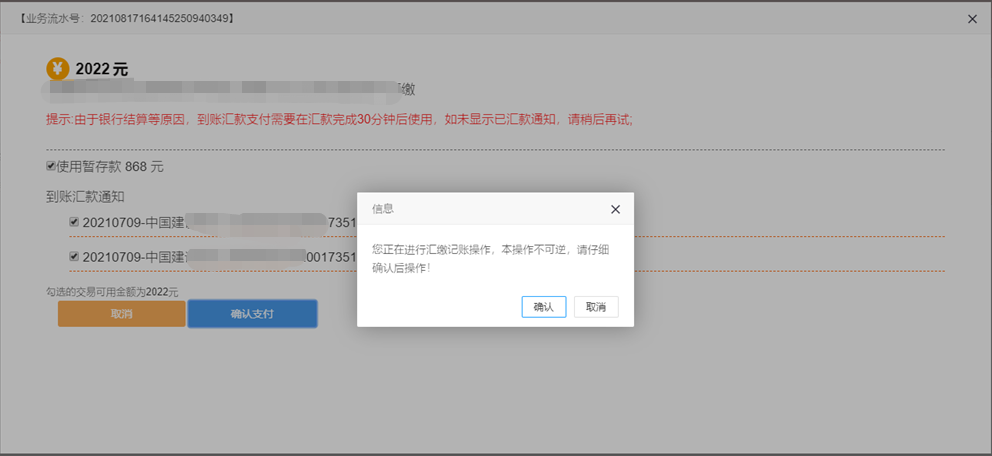 【业务流水号：20210817164145250940349】
2022 元
缴
提示:由于银行结算等原因，到账汇款支付需要在汇款完成30分钟后使用，如未显示已汇款通知，请稍后再试;
使用暂存款 868 元
到账汇款通知
20210709-中国建 7351
20210709-中国建 0017351
勾选的交易可用金额为2022元
取消
确认支付
信息
您正在进行汇缴记账操作，本操作不可逆，请仔细
确认后操作！
确认
取消